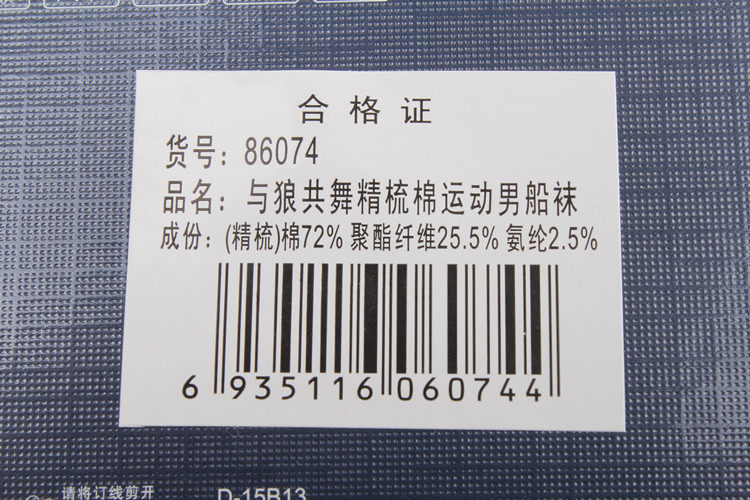 合格证
货号：86074
品名：与狼共舞精梳棉运动男船袜
成份：(精梳)棉72% 聚酯纤维25.5% 氨纶2.5%
6 935116 060744
请将订线剪开
D-15B13